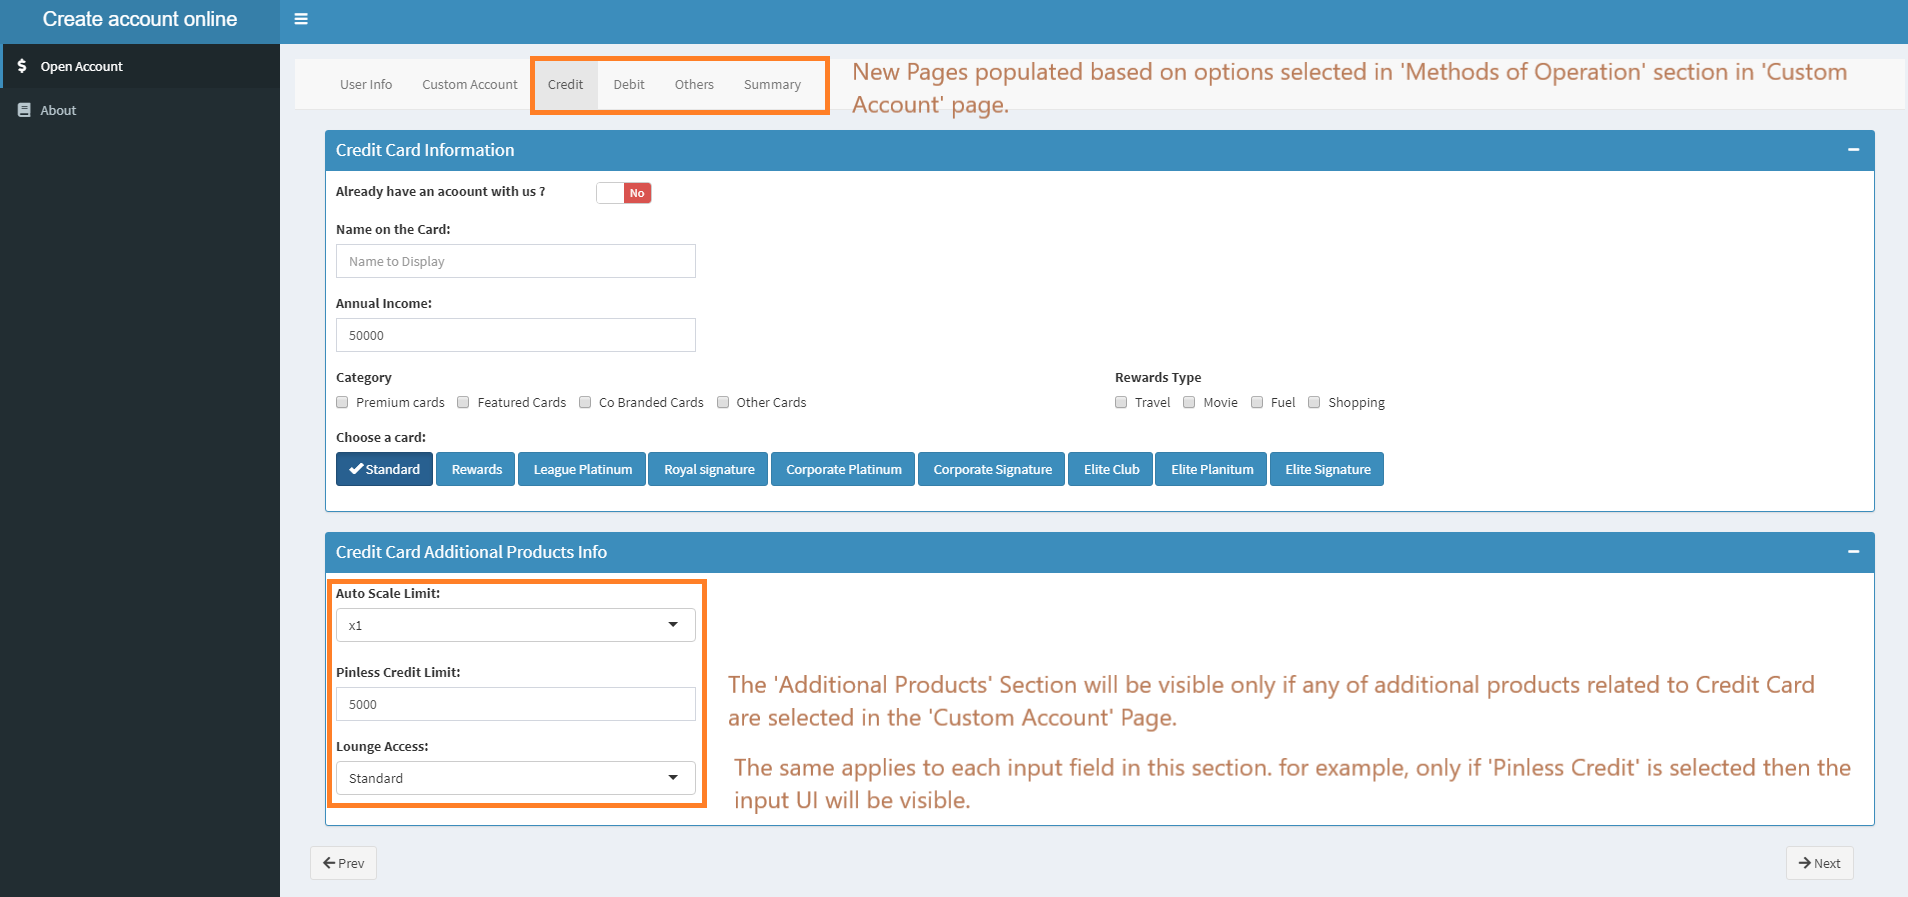 Create account online
Open Account
About
User Info Custom Account Credit Debit Others Summary
New Pages populated based on options selected in 'Methods of Operation' section in 'Custom
Account' page.
Credit Card Information
Already have an acoount with us ?
No
Name on the Card:
Name to Display
Annual Income:
50000
Category
Premium cards Featured Cards Co Branded Cards Other Cards
Rewards Type
Travel Movie Fuel Shopping
Choose a card:
Standard Rewards League Platinum Royal signature Corporate Platinum Corporate Signature Elite Club Elite Planitum Elite Signature
Credit Card Additional Products Info
Auto Scale Limit:
x1
Pinless Credit Limit:
5000
Lounge Access:
Standard
The 'Additional Products' Section will be visible only if any of additional products related to Credit Card
are selected in the 'Custom Account' Page.
The same applies to each input field in this section. for example, only if 'Pinless Credit' is selected then the
input UI will be visible.
Prev
Next